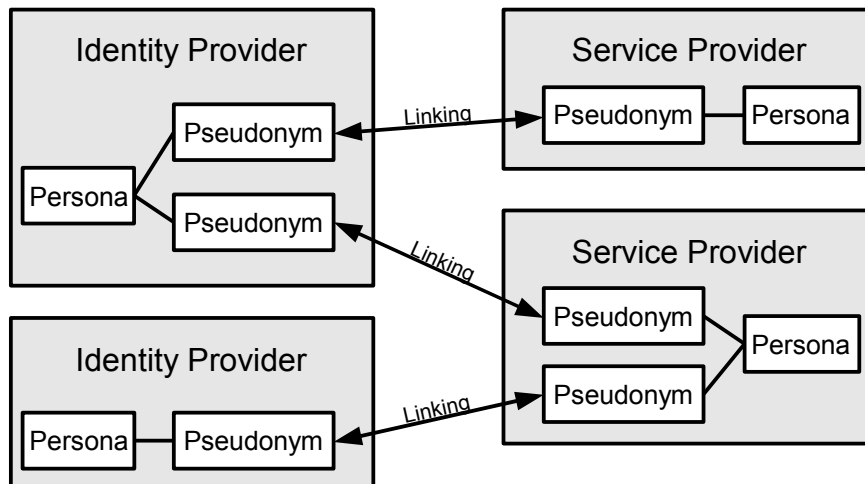 Identity Provider
Pseudonym
Persona
Pseudonym
Linking
Service Provider
Pseudonym
Persona
Linking
Service Provider
Pseudonym
Persona
Pseudonym
Identity Provider
Persona
Pseudonym
Linking